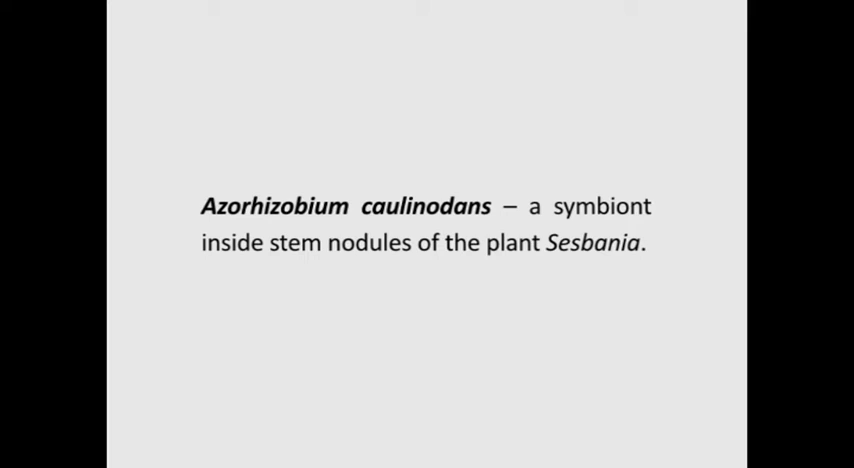 Azorhizobium caulinodans – a symbiont
inside stem nodules of the plant Sesbania.